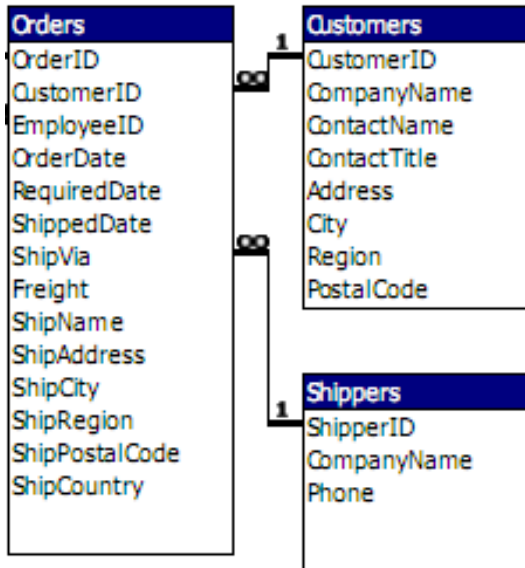 Orders
OrderID
CustomerID
EmployeeID
OrderDate
RequiredDate
ShippedDate
ShipVia
Freight
ShipName
ShipAddress
ShipCity
ShipRegion
ShipPostalCode
ShipCountry
∞
1
∞
1
Customers
CustomerID
CompanyName
ContactName
ContactTitle
Address
City
Region
PostalCode
Shippers
ShipperID
CompanyName
Phone